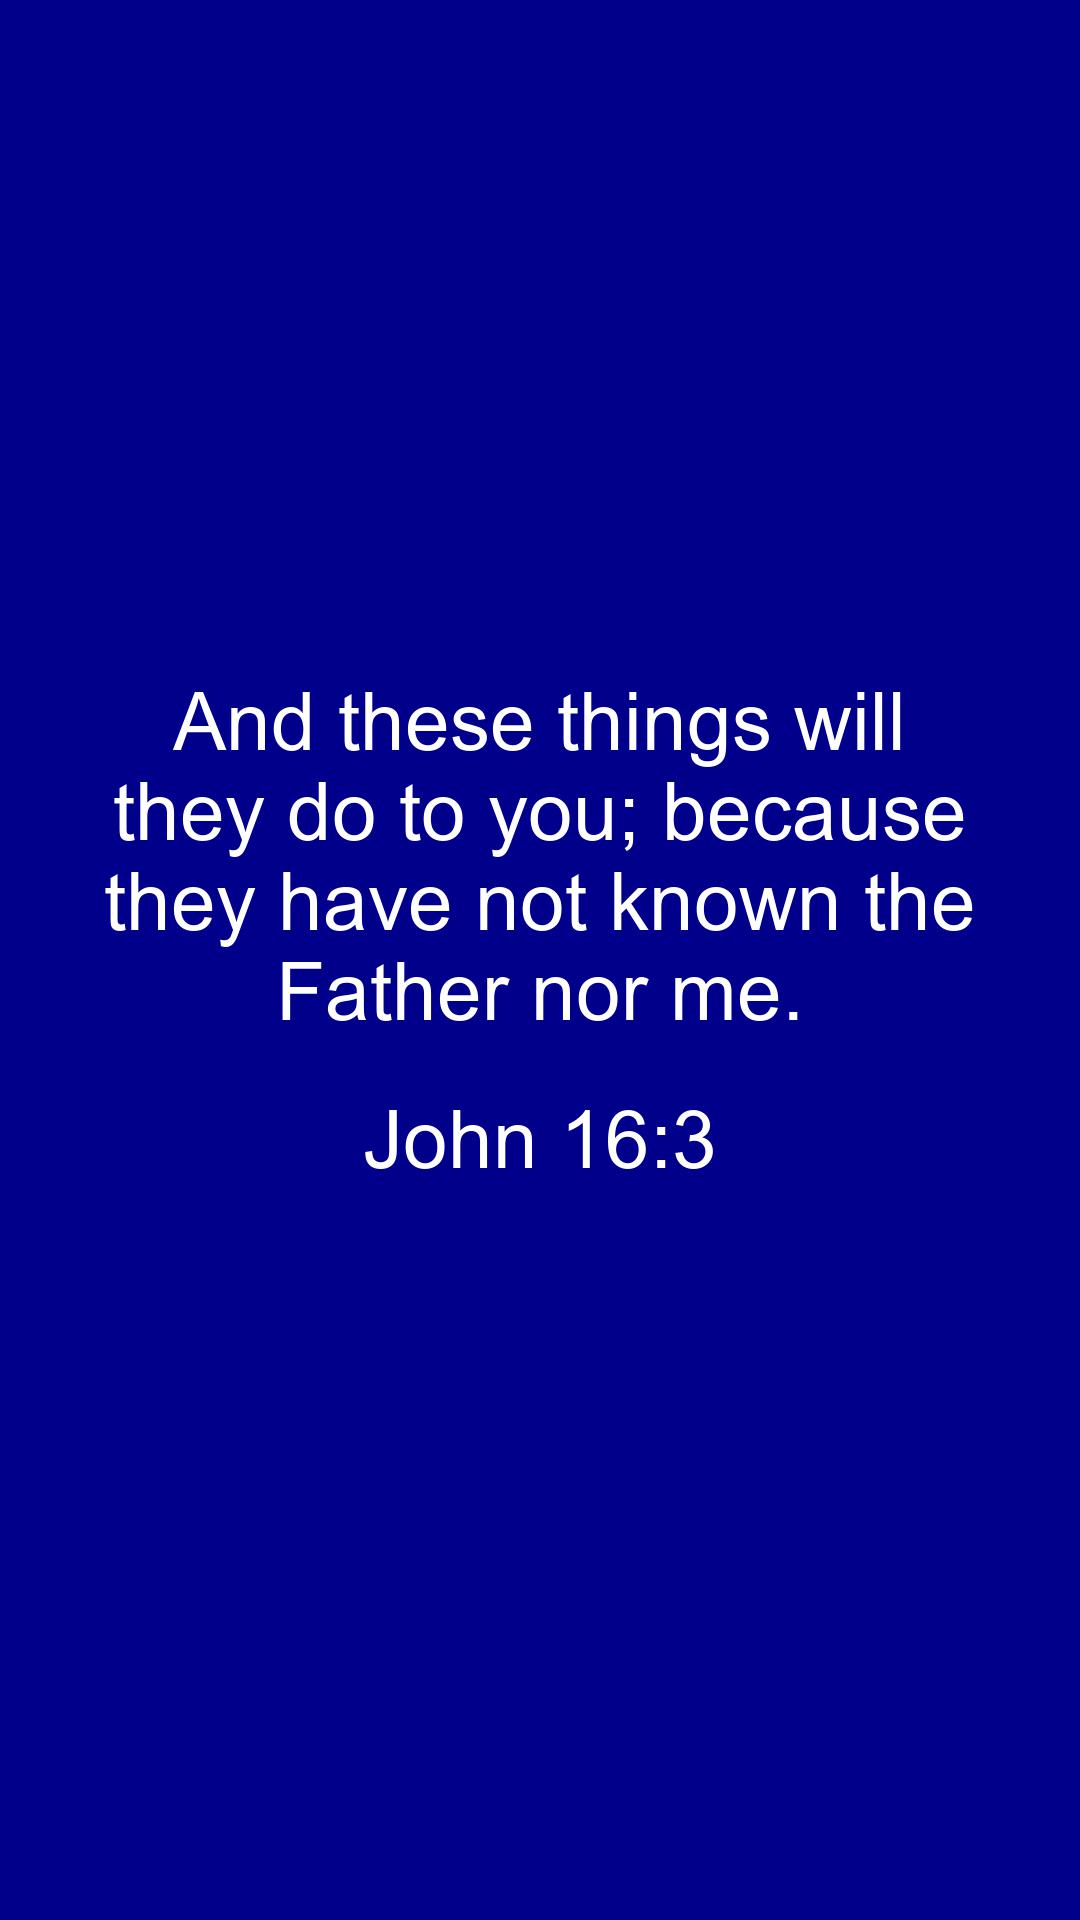 And these things will
they do to you; because
they have not known the
Father nor me.
John 16:3